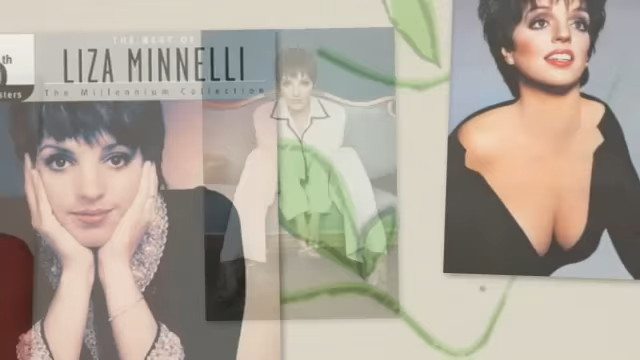 THE BEST OF
LIZA MINNELLI
The Millennium Collection
th
sters